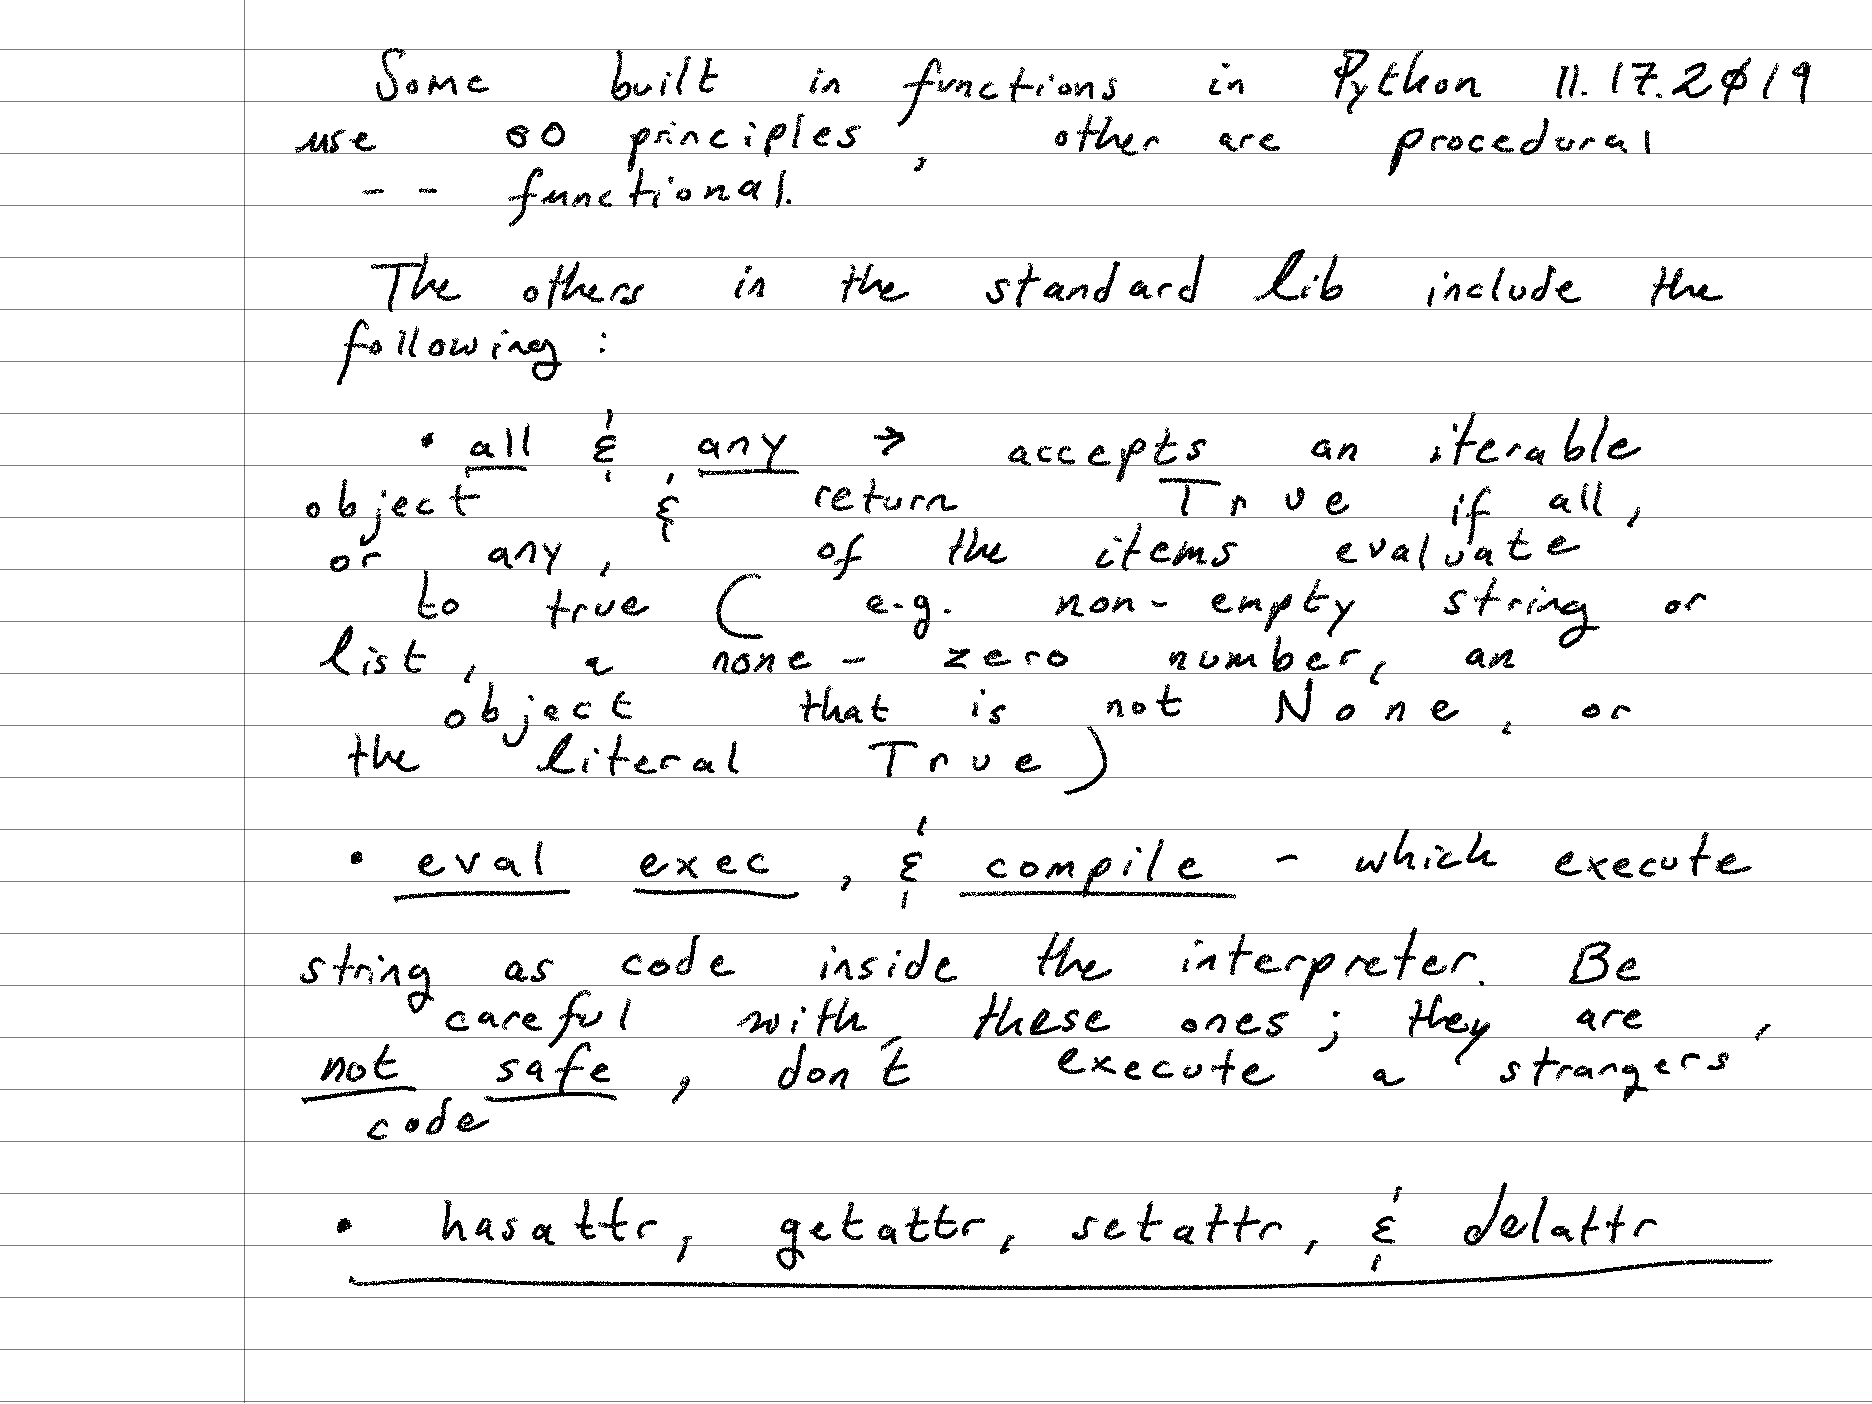 Some built in functions in Python 11.17.2019
use OO principles, other are procedural
-- functional.
The others in the standard lib include the
following:
• all & any → accepts an iterable
object & return True if all,
or any, of the items evaluate
to true ( e.g. non-empty string or
list, a none-zero number, an
object that is not None, or
the literal True)
• eval exec, & compile - which execute
string as code inside the interpreter. Be
careful with these ones; they are
not safe, don't execute a strangers'
code
• hasattr, getattr, setattr, & delattr